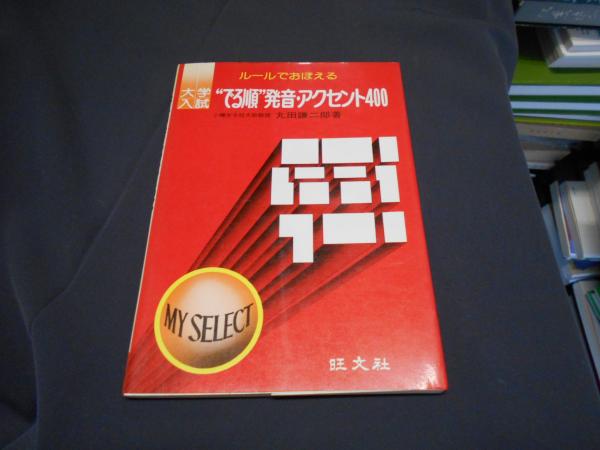 ルールでおぼえる
大学入試
“でる順”発音・アクセント400
丸田謙二郎著
MY SELECT
旺文社